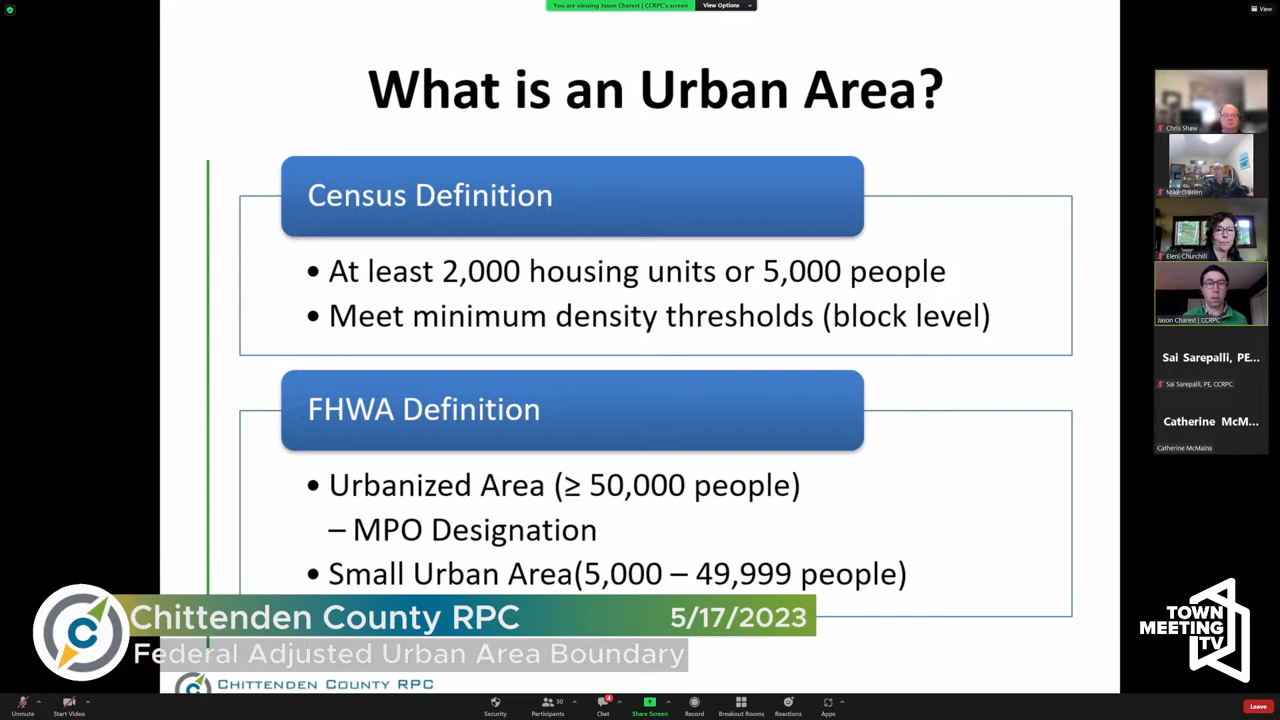 You are viewing Jason Charest | CCRPC's screen
View Options
View
What is an Urban Area?
Census Definition
• At least 2,000 housing units or 5,000 people
• Meet minimum density thresholds (block level)
FHWA Definition
• Urbanized Area (≥ 50,000 people)
– MPO Designation
• Small Urban Area(5,000 – 49,999 people)
Chris Shaw
Mike O'Brien
Eleni Churchill
Jason Charest | CCRPC
Sai Sarepalli, PE...
Sai Sarepalli, PE, CCRPC
Catherine McM...
Catherine McMains
C
Chittenden County RPC
5/17/2023
Federal Adjusted Urban Area Boundary
CHITTENDEN COUNTY RPC
TOWN
MEETING
TV
Unmute
Start Video
Security
Participants
30
Chat
4
Share Screen
Record
Breakout Rooms
Reactions
Apps
Leave